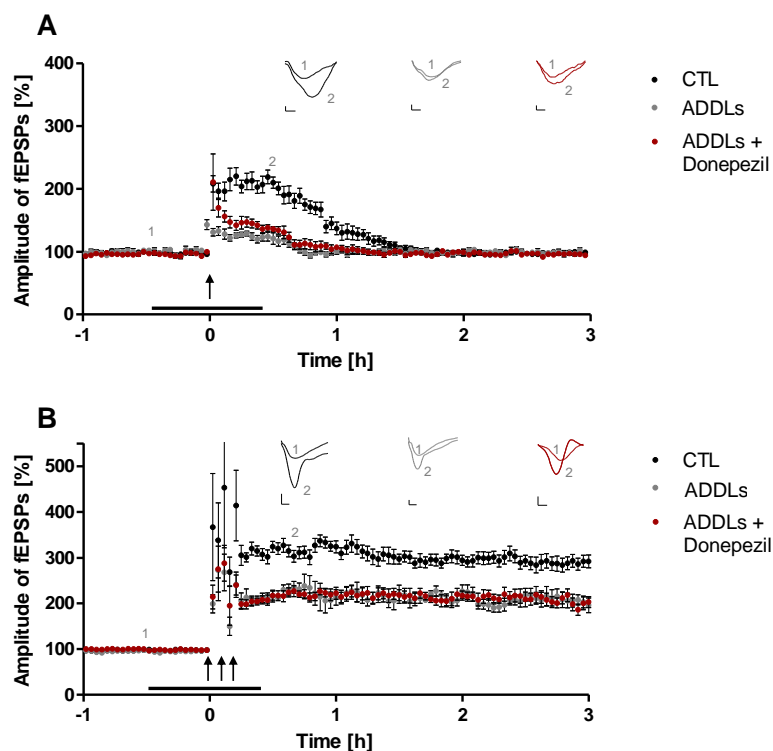 A
Amplitude of fEPSPs [%]
400
300
200
100
0
-1
0
1
2
3
Time [h]
1
2
1
2
1
2
1
2
CTL
ADDLs
ADDLs +
Donepezil
B
Amplitude of fEPSPs [%]
500
400
300
200
100
0
-1
0
1
2
3
Time [h]
1
2
1
2
1
2
1
2
CTL
ADDLs
ADDLs +
Donepezil